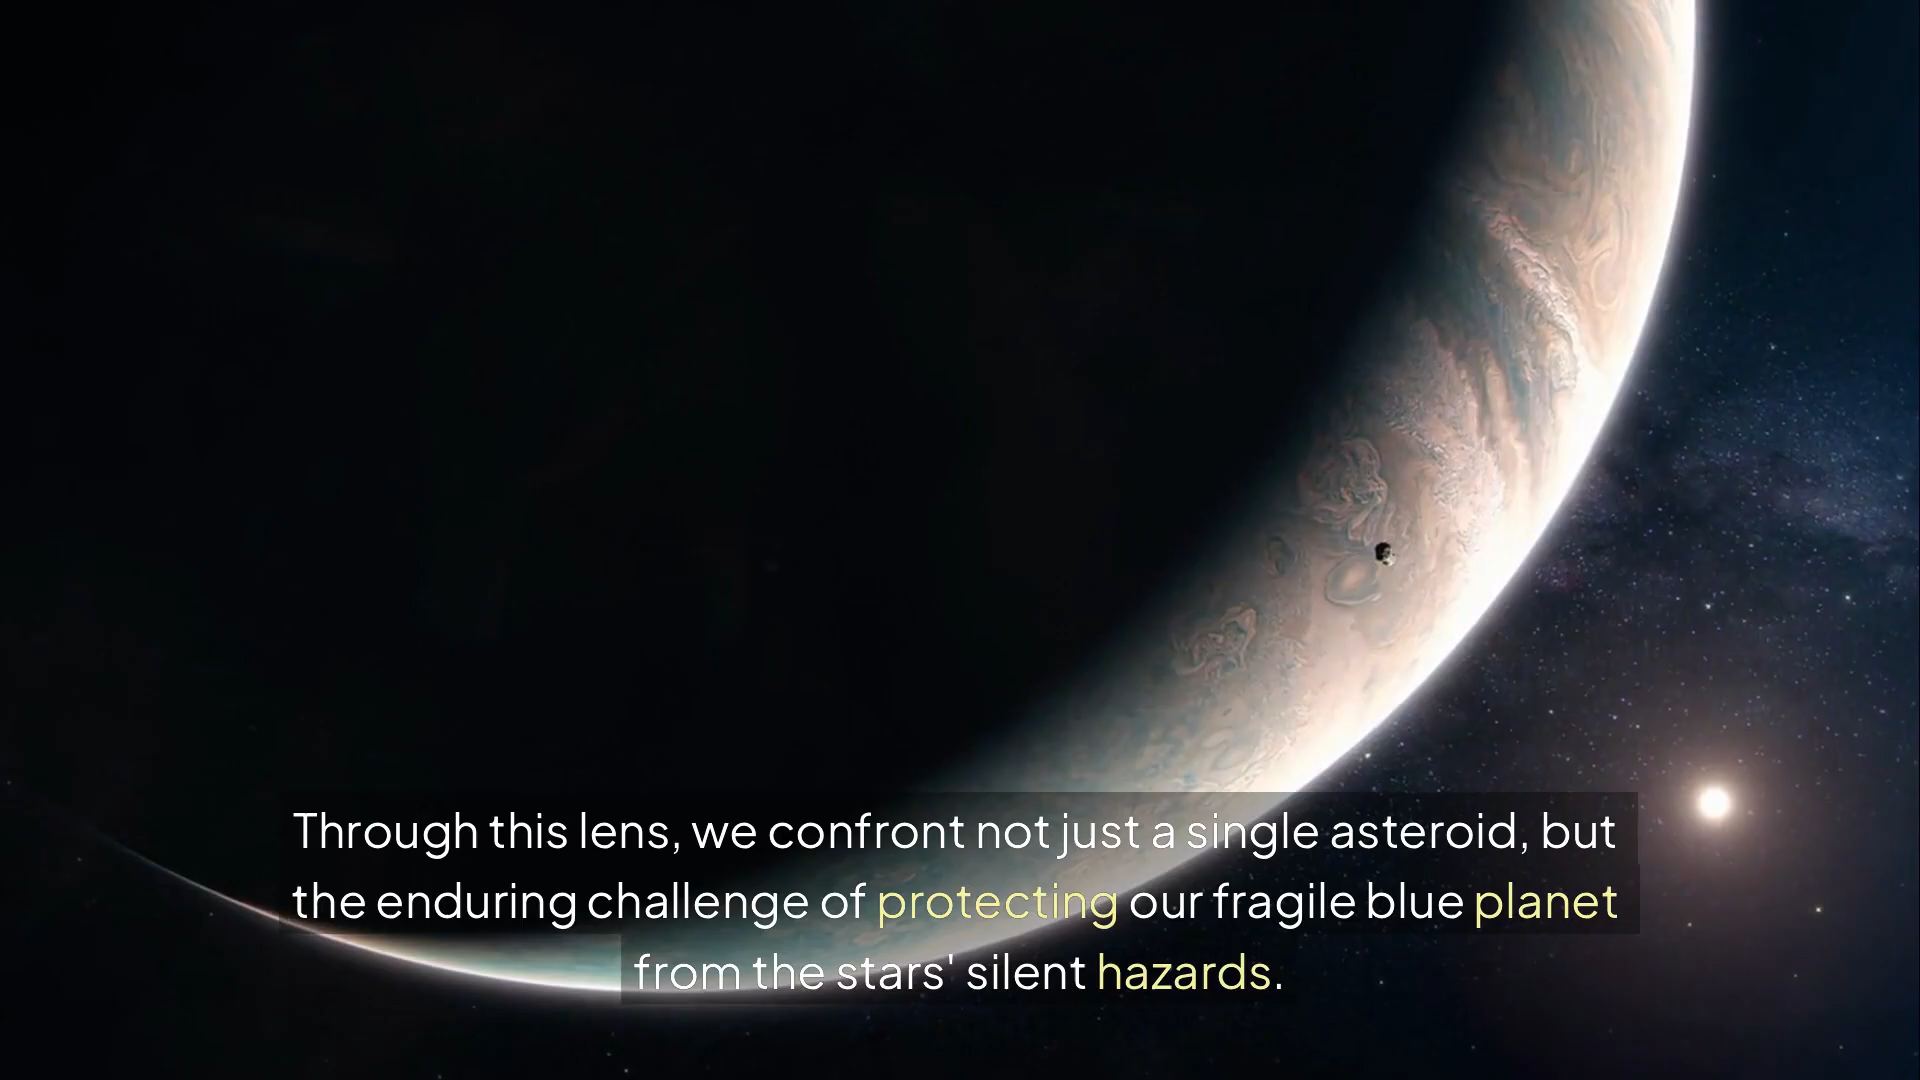 Through this lens, we confront not just a single asteroid, but
the enduring challenge of protecting our fragile blue planet
from the stars' silent hazards.